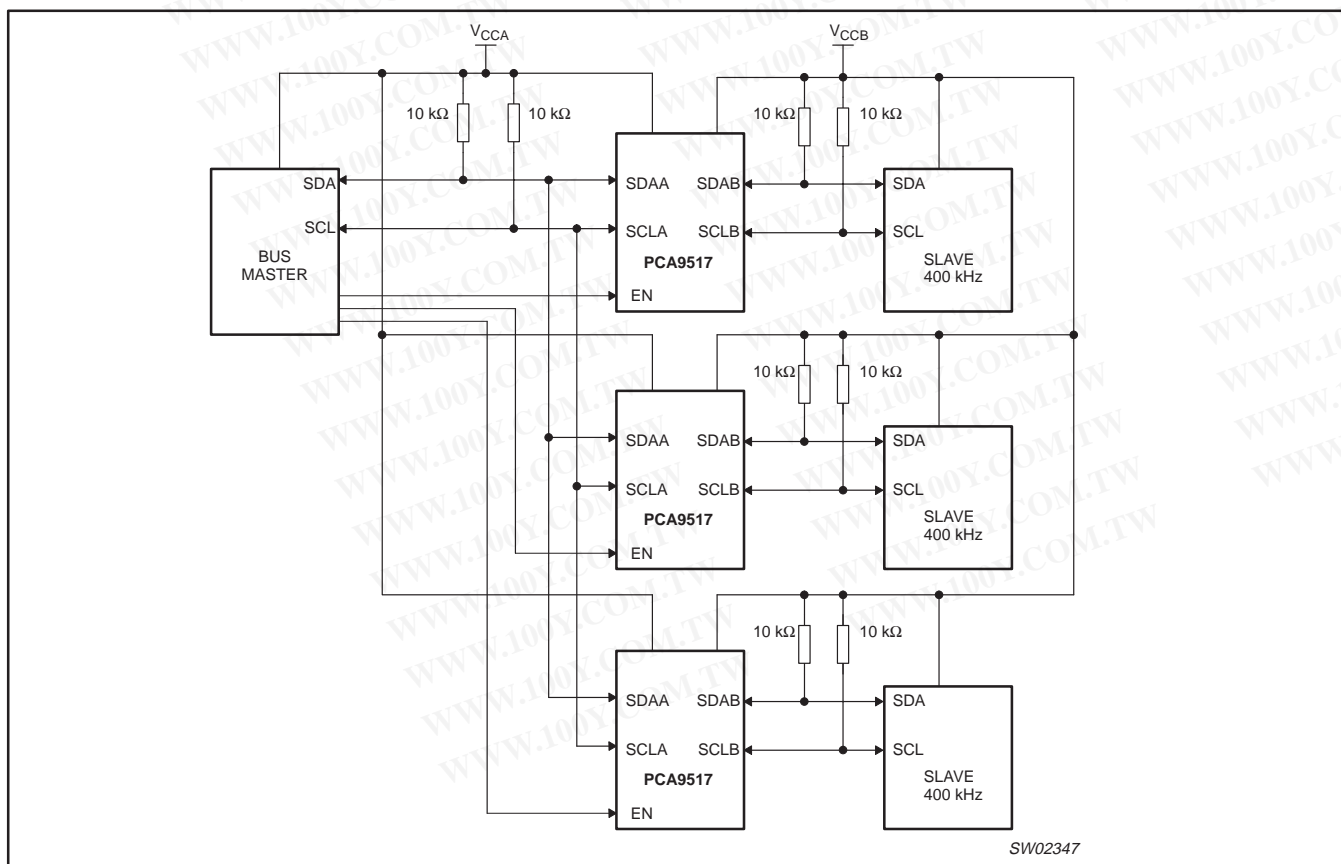 VCCA
VCCB
10 kΩ
10 kΩ
10 kΩ
10 kΩ
SDA
SCL
BUS
MASTER
SDAA
SCLA
PCA9517
EN
SDAB
SCLB
SDA
SCL
SLAVE
400 kHz
10 kΩ
10 kΩ
SDAA
SCLA
PCA9517
EN
SDAB
SCLB
SDA
SCL
SLAVE
400 kHz
10 kΩ
10 kΩ
SDAA
SCLA
PCA9517
EN
SDAB
SCLB
SDA
SCL
SLAVE
400 kHz
SW02347
WWW.100Y.COM.TW